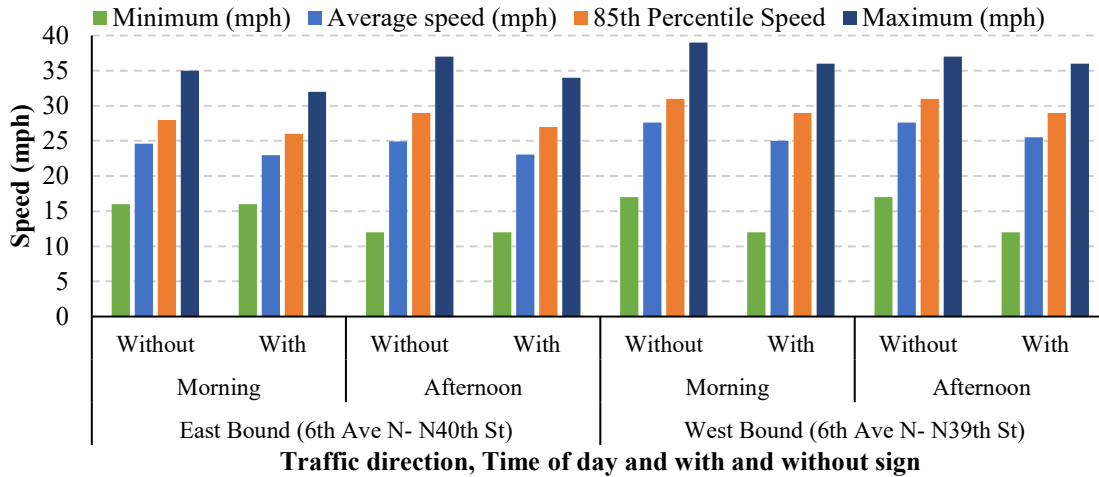 Minimum (mph) Average speed (mph) 85th Percentile Speed Maximum (mph)
Speed (mph)
40
35
30
25
20
15
10
5
0
Without With Without With Without With Without With
Morning Afternoon Morning Afternoon
East Bound (6th Ave N- N40th St) West Bound (6th Ave N- N39th St)
Traffic direction, Time of day and with and without sign